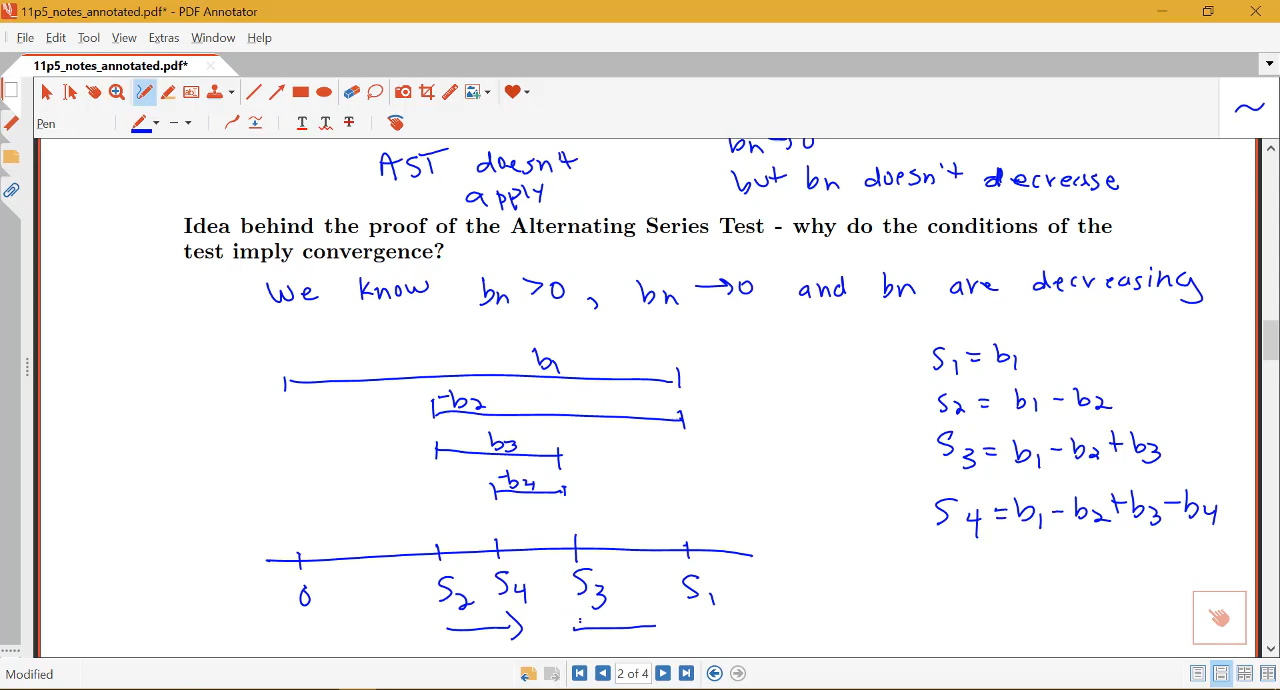 11p5_notes_annotated.pdf* - PDF Annotator
File Edit Tool View Extras Window Help
11p5_notes_annotated.pdf*
Pen
AST doesn't
apply
bn→0
but bn doesn't decrease
Idea behind the proof of the Alternating Series Test - why do the conditions of the
test imply convergence?
We know bn >0, bn →0 and bn are decreasing
b1
-b2
b3
-b4
S1 = b1
S2 = b1 - b2
S3 = b1 - b2 + b3
S4 = b1 - b2 + b3 - b4
0 S2 S4 S3 S1
Modified
2 of 4